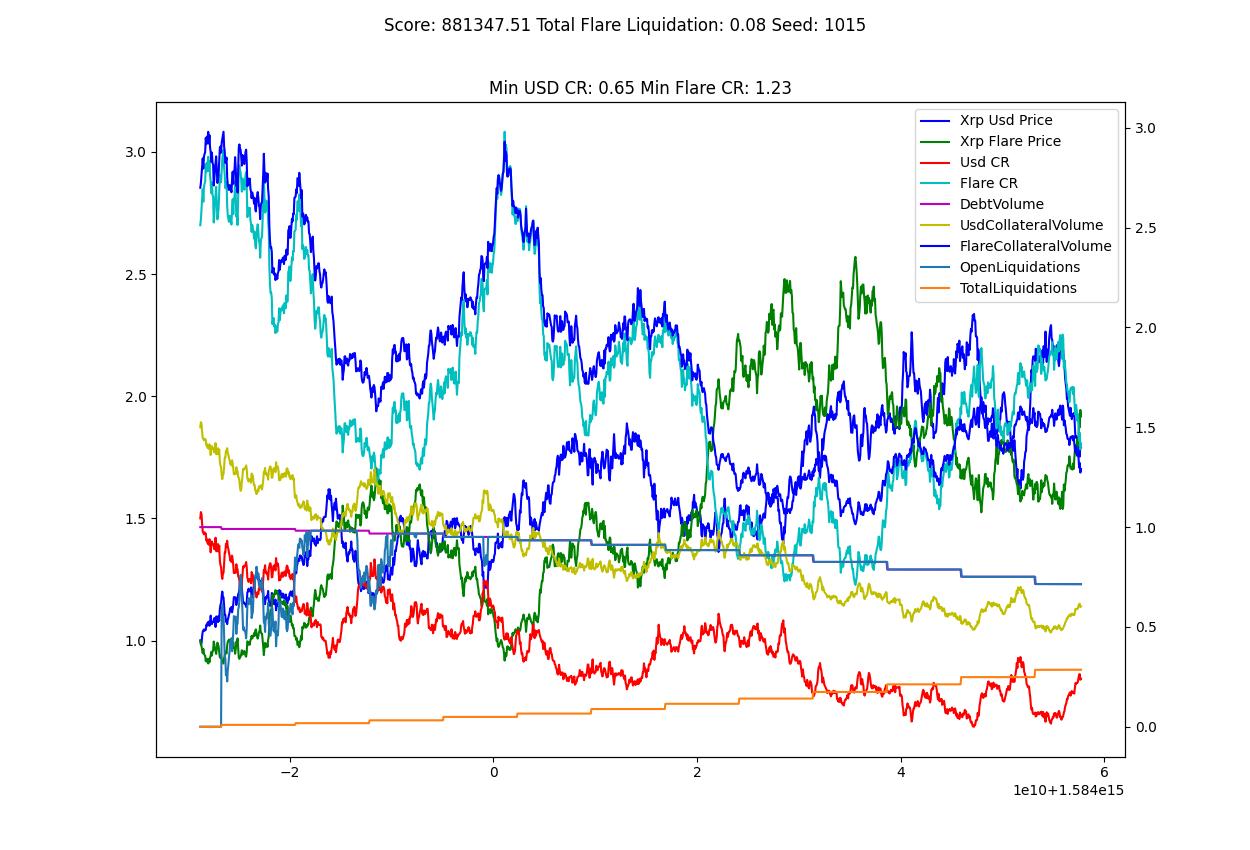 Score: 881347.51 Total Flare Liquidation: 0.08 Seed: 1015
Min USD CR: 0.65 Min Flare CR: 1.23
Xrp Usd Price
Xrp Flare Price
Usd CR
Flare CR
DebtVolume
UsdCollateralVolume
FlareCollateralVolume
OpenLiquidations
TotalLiquidations
3.0
2.5
2.0
1.5
1.0
3.0
2.5
2.0
1.5
1.0
0.5
0.0
−2 0 2 4 6
1e10+1.584e15